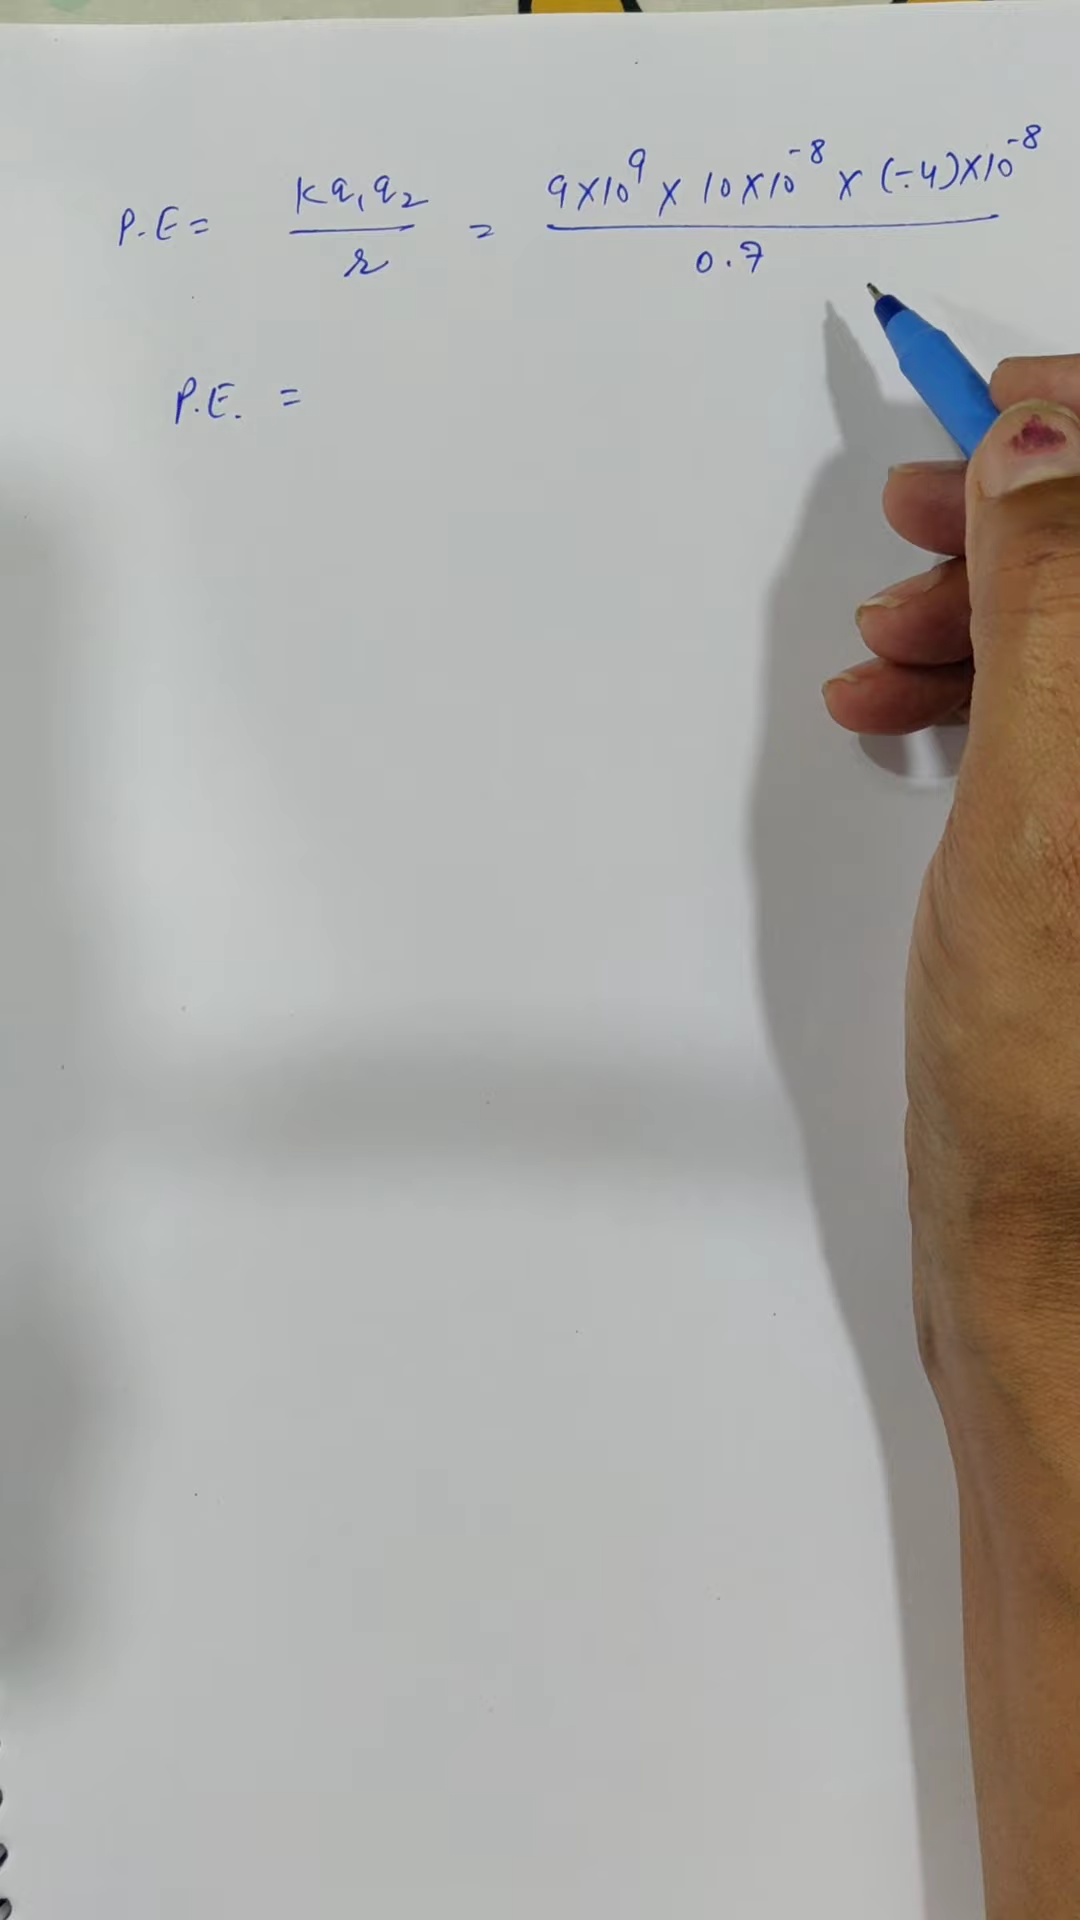 P.E = kq₁q₂/r = 9×10⁹ × 10×10⁻⁸ × (-4)×10⁻⁸/0.7
P.E. =